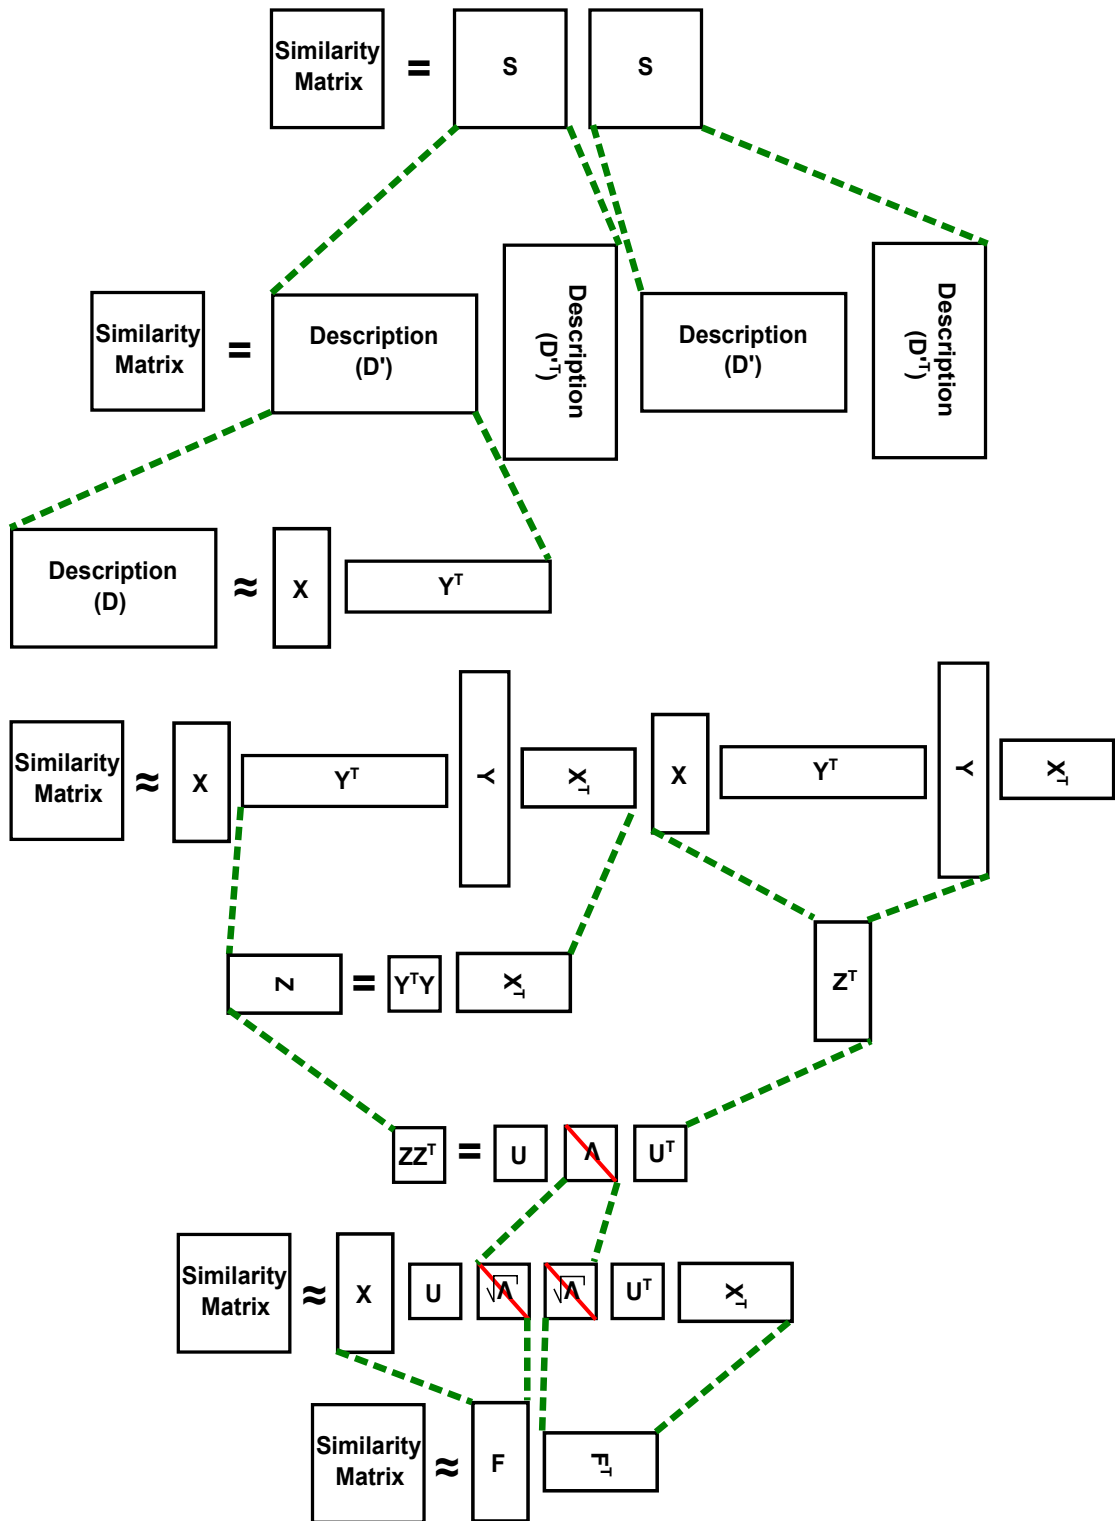 Similarity
Matrix
=
S
S
Similarity
Matrix
=
Description
(D')
Description
(D'ᵀ)
Description
(D')
Description
(D'ᵀ)
Description
(D)
≈
X
Yᵀ
Similarity
Matrix
≈
X
Yᵀ
Y
Xᵀ
X
Yᵀ
Y
Xᵀ
Z
=
YᵀY
Xᵀ
Zᵀ
ZZᵀ
=
U
Λ
Uᵀ
Similarity
Matrix
≈
X
U
√Λ
√Λ
Uᵀ
Xᵀ
Similarity
Matrix
≈
F
Fᵀ